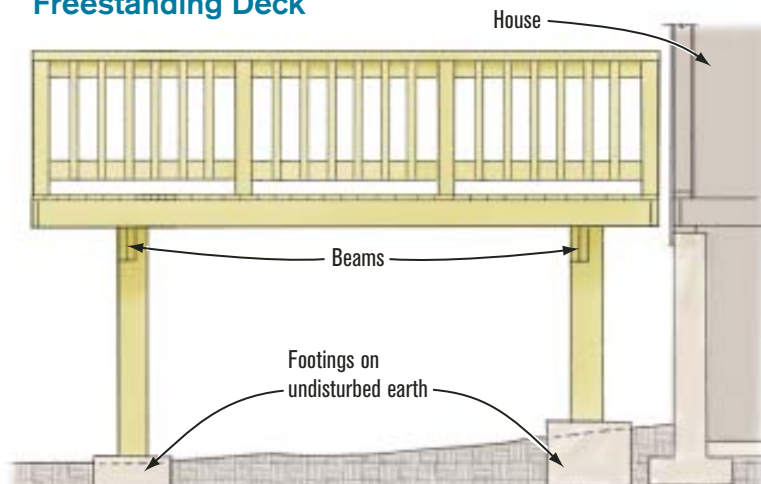 Freestanding Deck
House
Beams
Footings on
undisturbed earth